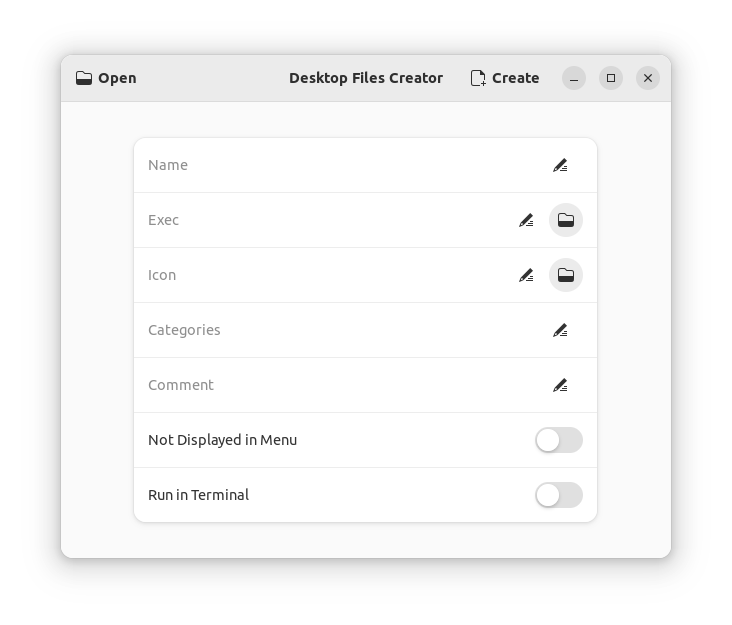 Open Desktop Files Creator Create
Name
Exec
Icon
Categories
Comment
Not Displayed in Menu
Run in Terminal